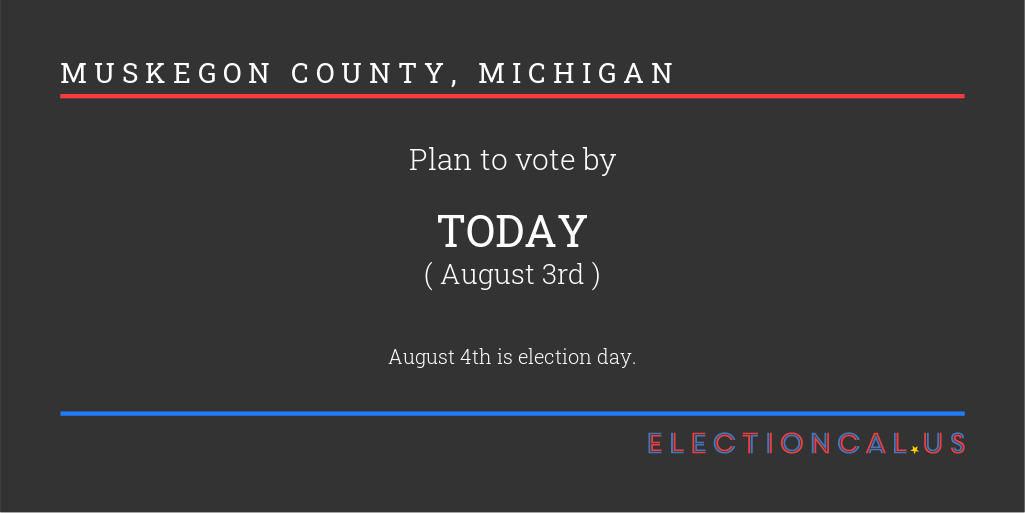 MUSKEGON COUNTY, MICHIGAN
Plan to vote by
TODAY
( August 3rd )
August 4th is election day.
ELECTIONCAL.US